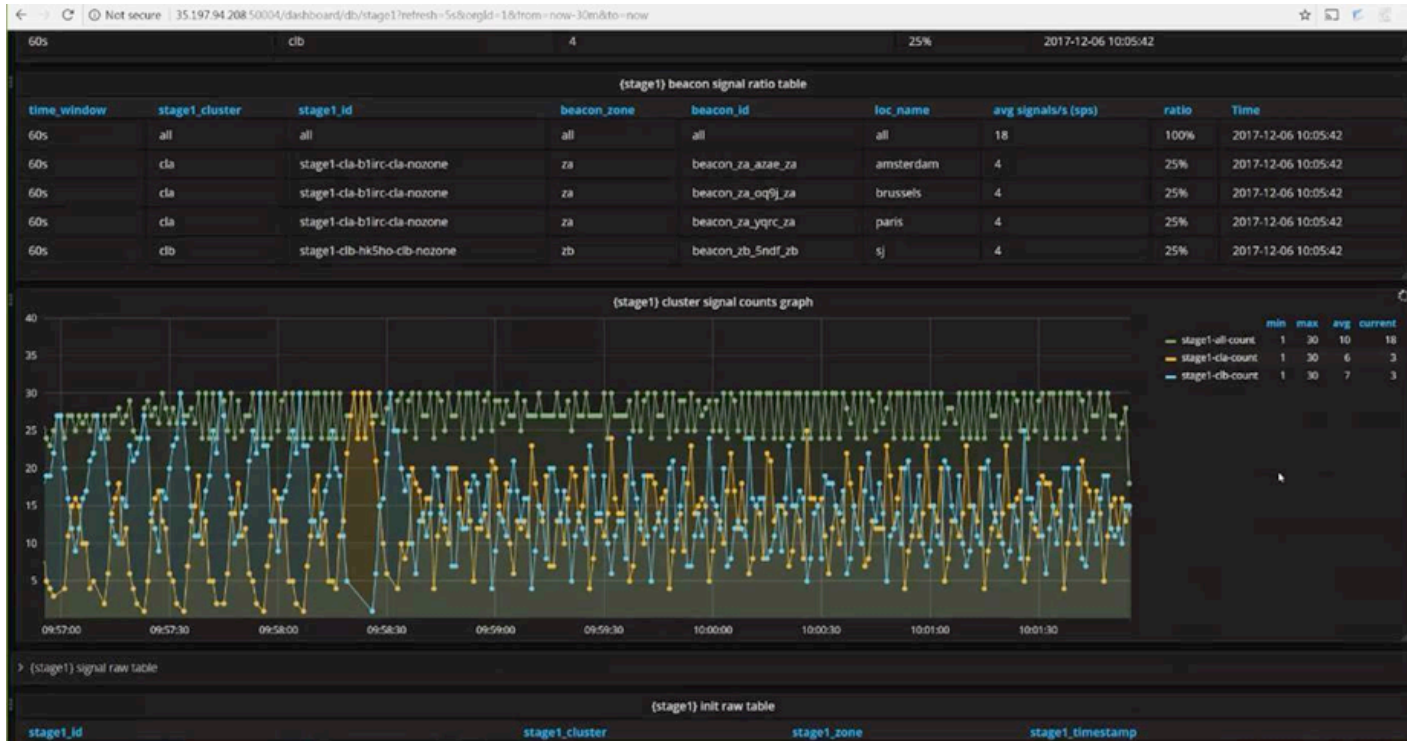 Not secure 35.197.94.208:50004/dashboard/db/stage1?refresh=5s&orgId=1&from=now-30m&to=now
60s clb 4 25% 2017-12-06 10:05:42
{stage1} beacon signal ratio table
time_window stage1_cluster stage1_id beacon_zone beacon_id loc_name avg signals/s (sps) ratio Time
60s all all all all all 18 100% 2017-12-06 10:05:42
60s cla stage1-cla-b1irc-cla-nozone za beacon_za_azae_za amsterdam 4 25% 2017-12-06 10:05:42
60s cla stage1-cla-b1irc-cla-nozone za beacon_za_oq9j_za brussels 4 25% 2017-12-06 10:05:42
60s cla stage1-cla-b1irc-cla-nozone za beacon_za_yqrc_za paris 4 25% 2017-12-06 10:05:42
60s clb stage1-clb-hk5ho-clb-nozone zb beacon_zb_5ndf_zb sj 4 25% 2017-12-06 10:05:42
{stage1} cluster signal counts graph
min max avg current
stage1-all-count 1 30 10 18
stage1-cla-count 1 30 6 3
stage1-clb-count 1 30 7 3
40
35
30
25
20
15
10
5
09:57:00 09:57:30 09:58:00 09:58:30 09:59:00 09:59:30 10:00:00 10:00:30 10:01:00 10:01:30
{stage1} signal raw table
{stage1} init raw table
stage1_id stage1_cluster stage1_zone stage1_timestamp